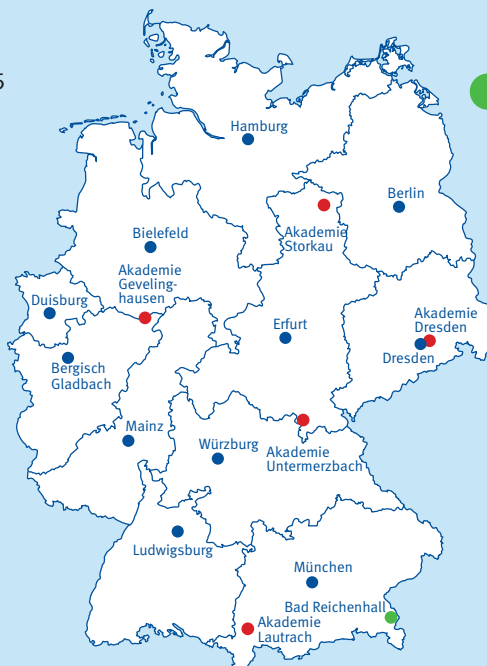 5
Hamburg
Berlin
Akademie
Storkau
Bielefeld
Akademie
Geveling-
hausen
Duisburg
Akademie
Dresden
Erfurt
Dresden
Bergisch
Gladbach
Mainz
Würzburg
Akademie
Untermerzbach
Ludwigsburg
München
Bad Reichenhall
Akademie
Lautrach